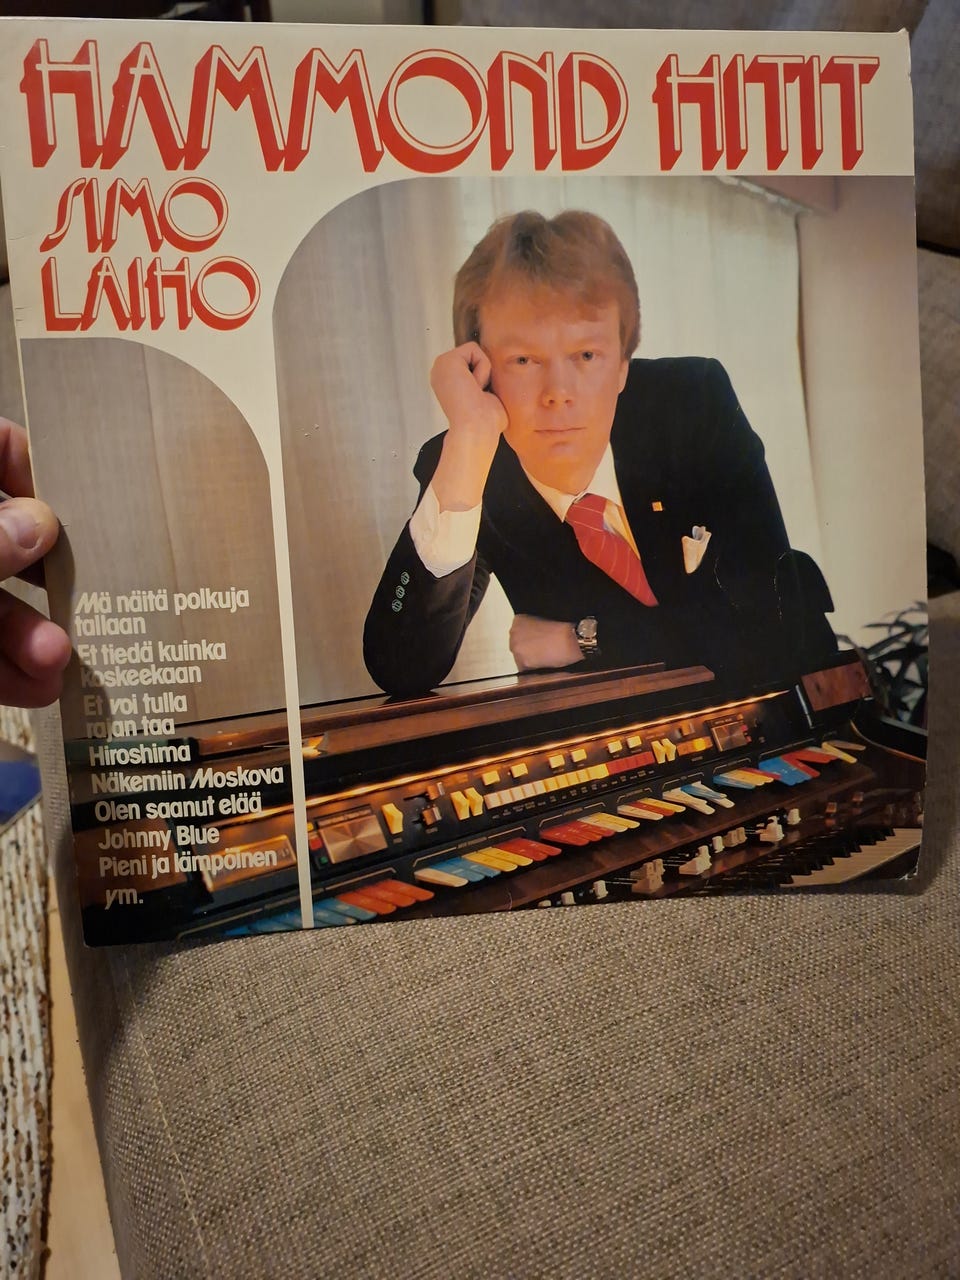 HAMMOND HITIT
SIMO
LAIHO
Mä näitä polkuja
tallaan
Et tiedä kuinka
koskeekaan
Et voi tulla
rajan taa
Hiroshima
Näkemiin Moskova
Olen saanut elää
Johnny Blue
Pieni ja lämpöinen
ym.